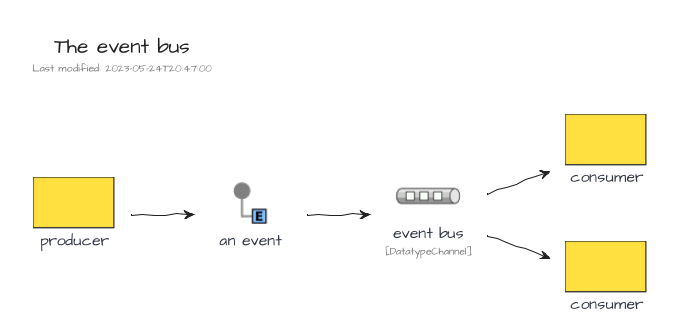 The event bus
Last modified: 2023-05-24T20:47:00
consumer
producer
E
an event
event bus
[DatatypeChannel]
consumer